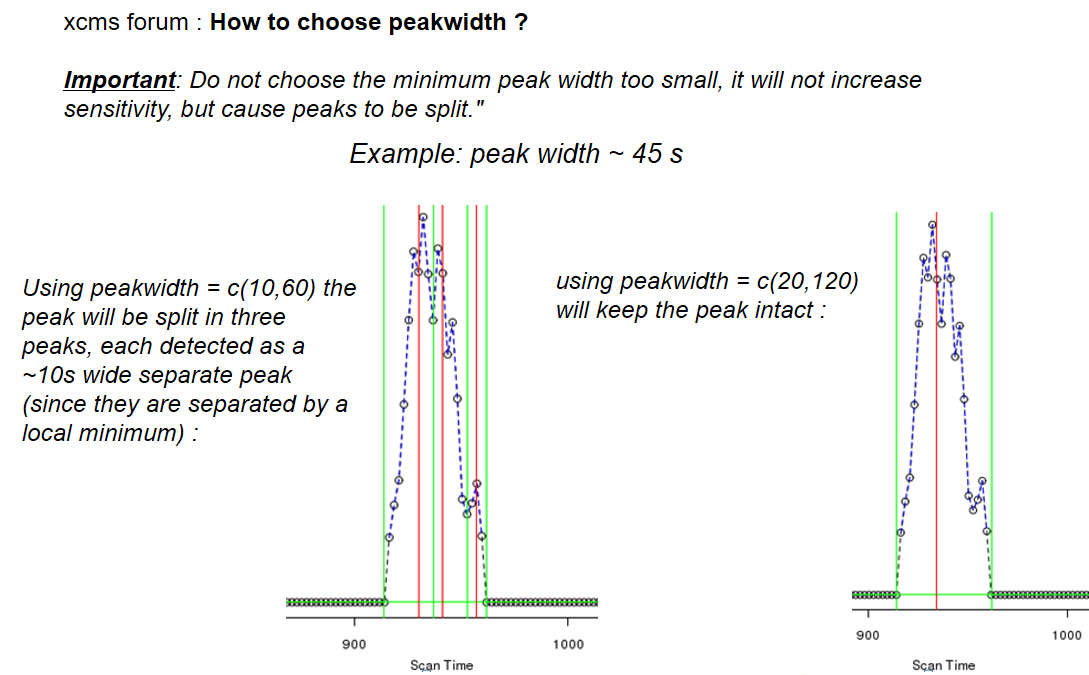 xcms forum : How to choose peakwidth ?
Important: Do not choose the minimum peak width too small, it will not increase
sensitivity, but cause peaks to be split."
Example: peak width ~ 45 s
Using peakwidth = c(10,60) the
peak will be split in three
peaks, each detected as a
~10s wide separate peak
(since they are separated by a
local minimum) :
using peakwidth = c(20,120)
will keep the peak intact :
900
1000
Scan Time
900
1000
Scan Time